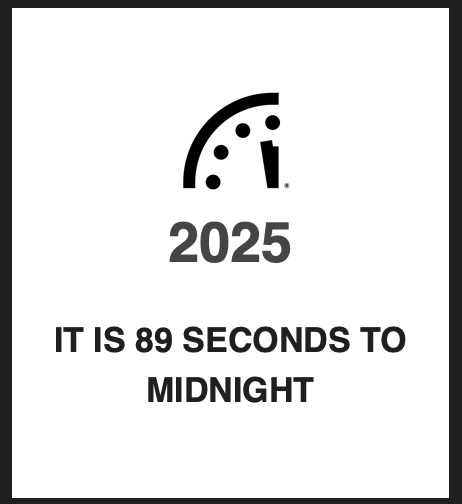 ®
2025
IT IS 89 SECONDS TO
MIDNIGHT